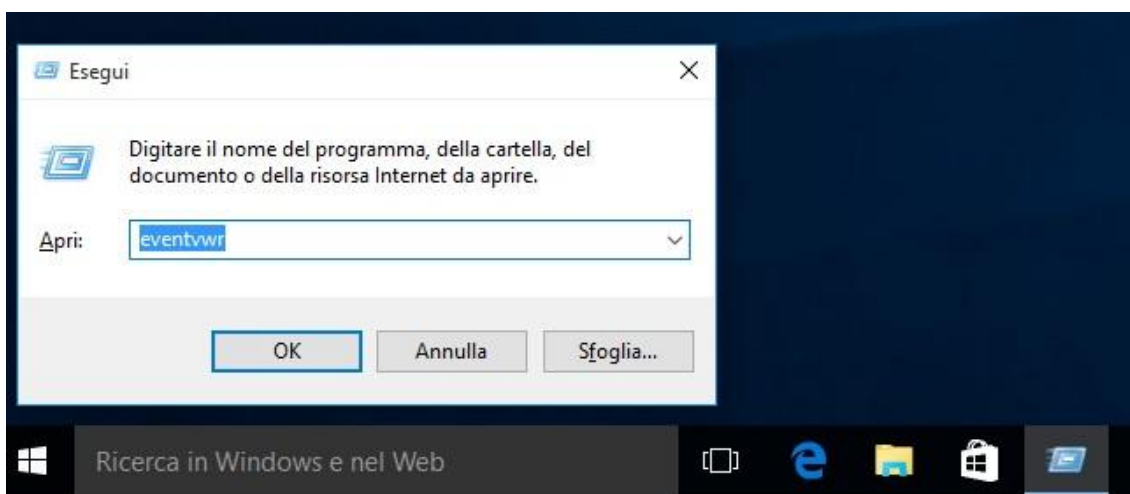 Esegui
Digitare il nome del programma, della cartella, del
documento o della risorsa Internet da aprire.
Apri: eventvwr
OK Annulla Sfoglia...
Ricerca in Windows e nel Web